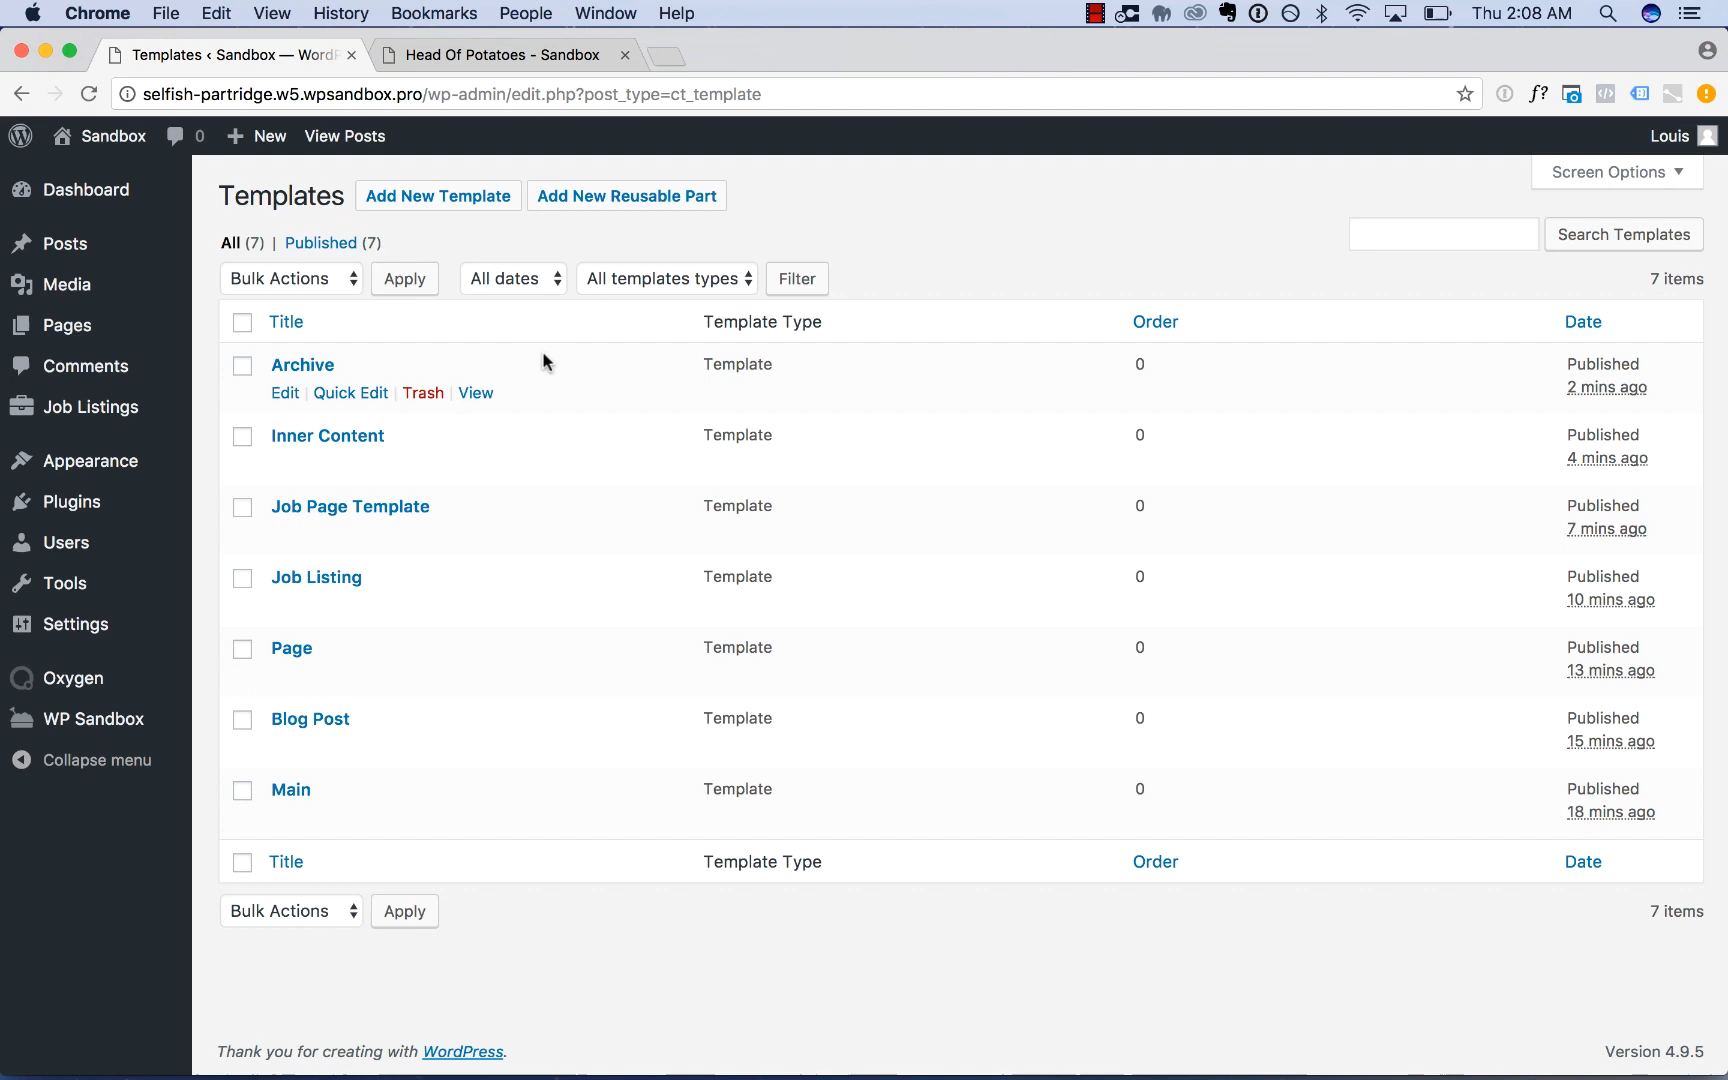 Chrome File Edit View History Bookmarks People Window Help Thu 2:08 AM
Templates ‹ Sandbox — WordP Head Of Potatoes - Sandbox
selfish-partridge.w5.wpsandbox.pro/wp-admin/edit.php?post_type=ct_template f?
Sandbox 0 New View Posts Louis
Screen Options
Dashboard
Posts
Media
Pages
Comments
Job Listings
Appearance
Plugins
Users
Tools
Settings
Oxygen
WP Sandbox
Collapse menu
Templates Add New Template Add New Reusable Part
All (7) | Published (7) Search Templates
Bulk Actions Apply All dates All templates types Filter 7 items
Title Template Type Order Date
Archive Template 0 Published
2 mins ago
Edit | Quick Edit | Trash | View
Inner Content Template 0 Published
4 mins ago
Job Page Template Template 0 Published
7 mins ago
Job Listing Template 0 Published
10 mins ago
Page Template 0 Published
13 mins ago
Blog Post Template 0 Published
15 mins ago
Main Template 0 Published
18 mins ago
Title Template Type Order Date
Bulk Actions Apply 7 items
Thank you for creating with WordPress. Version 4.9.5